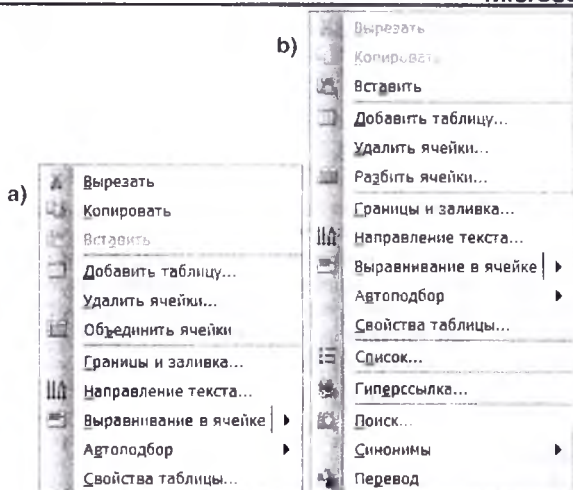 a)
Вырезать
Копировать
Вставить
Добавить таблицу...
Удалить ячейки...
Объединить ячейки
Границы и заливка...
Направление текста...
Выравнивание в ячейке
Автоподбор
Свойства таблицы...
b)
Вырезать
Копировать
Вставить
Добавить таблицу...
Удалить ячейки...
Разбить ячейки...
Границы и заливка...
Направление текста...
Выравнивание в ячейке
Автоподбор
Свойства таблицы...
Список...
Гиперссылка...
Поиск...
Синонимы
Перевод